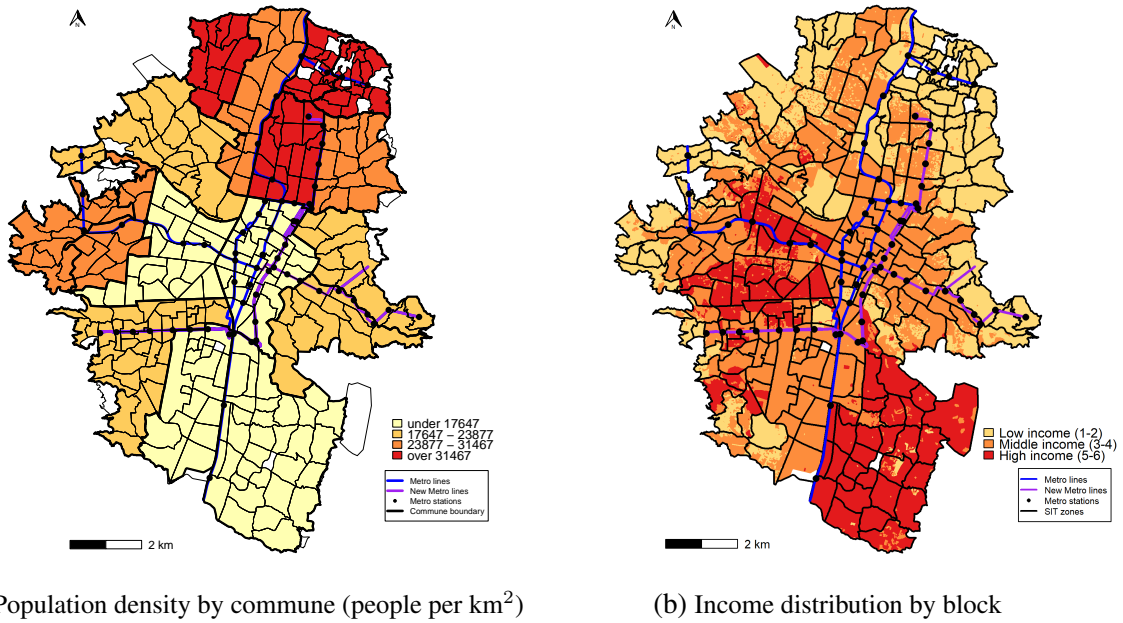 N
under 17647
17647 – 23877
23877 – 31467
over 31467
Metro lines
New Metro lines
Metro stations
Commune boundary
2 km
Population density by commune (people per km²)
N
Low income (1-2)
Middle income (3-4)
High income (5-6)
Metro lines
New Metro lines
Metro stations
SIT zones
2 km
(b) Income distribution by block